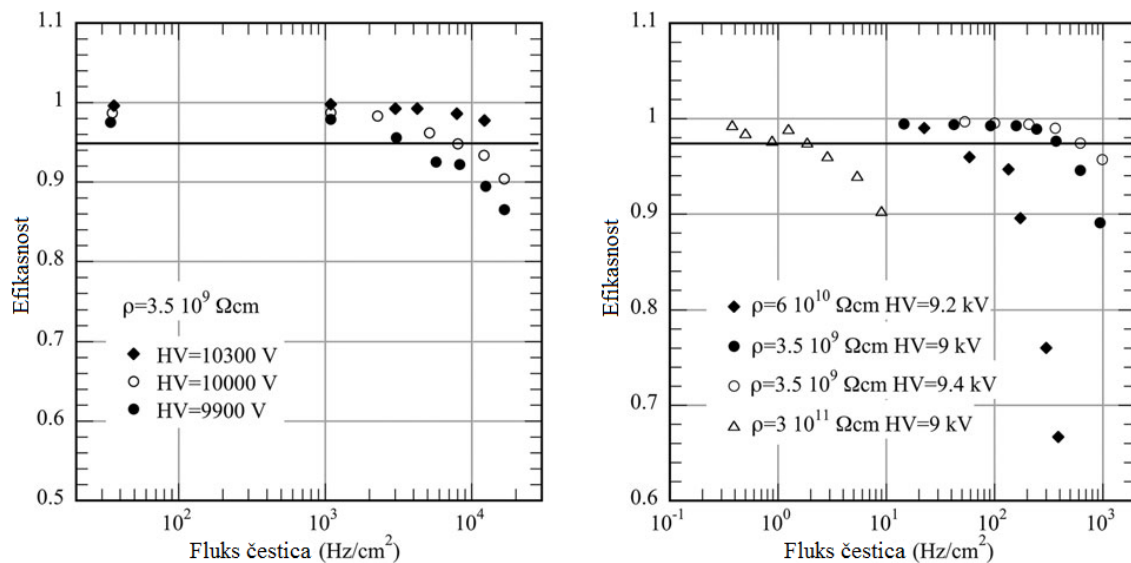 1.1
1
0.9
0.8
0.7
0.6
0.5
Efikasnost
ρ=3.5 10⁹ Ωcm
HV=10300 V
HV=10000 V
HV=9900 V
10² 10³ 10⁴
Fluks čestica (Hz/cm²)
1.1
1
0.9
0.8
0.7
0.6
Efikasnost
ρ=6 10¹⁰ Ωcm HV=9.2 kV
ρ=3.5 10⁹ Ωcm HV=9 kV
ρ=3.5 10⁹ Ωcm HV=9.4 kV
ρ=3 10¹¹ Ωcm HV=9 kV
10⁻¹ 10⁰ 10¹ 10² 10³
Fluks čestica (Hz/cm²)